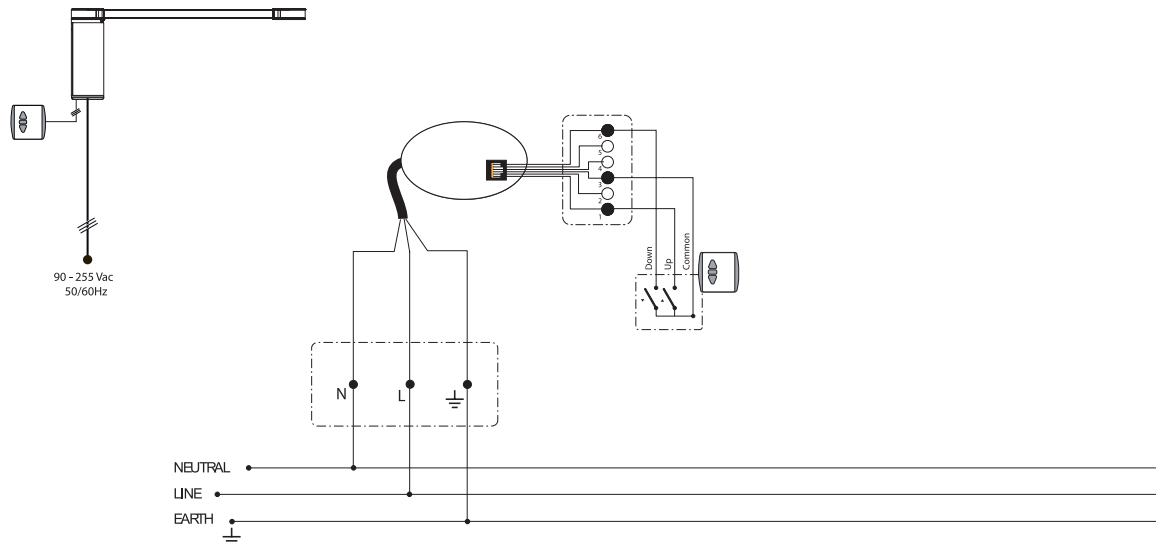 90 - 255 Vac
50/60Hz
6
5
4
3
2
1
Down
Up
Common
N
L
NEUTRAL
LINE
EARTH